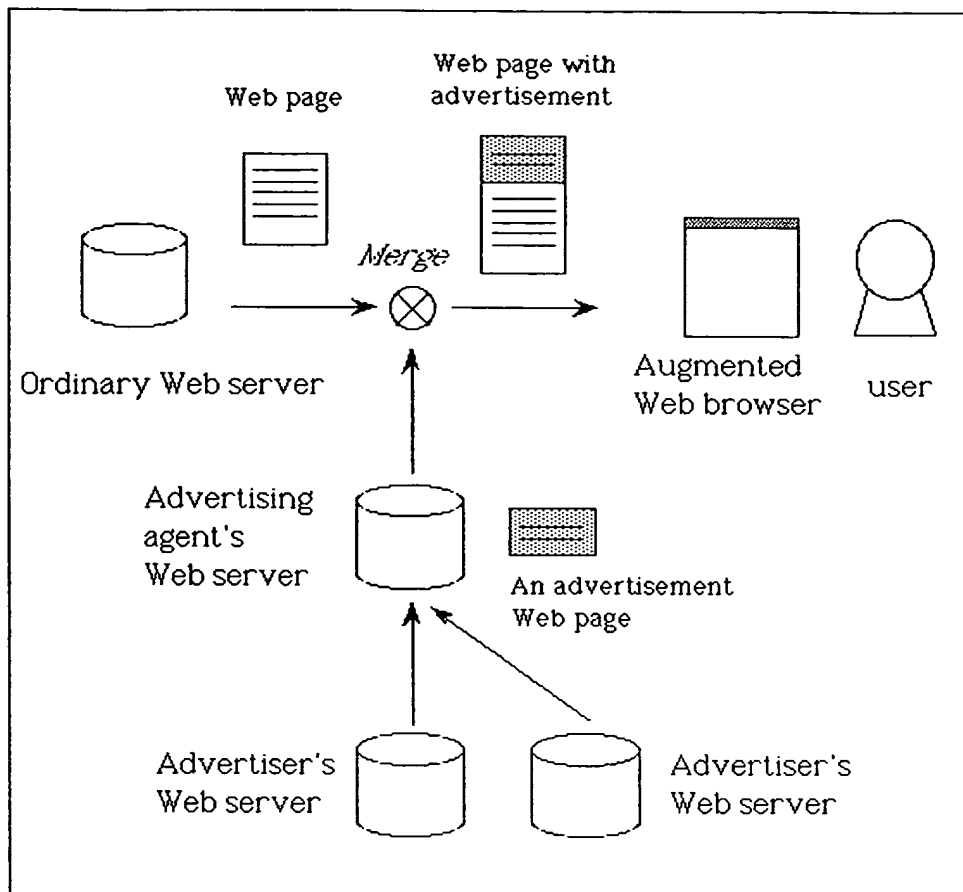 Web page
Web page with
advertisement
Merge
Ordinary Web server
Augmented
Web browser
user
Advertising
agent's
Web server
An advertisement
Web page
Advertiser's
Web server
Advertiser's
Web server